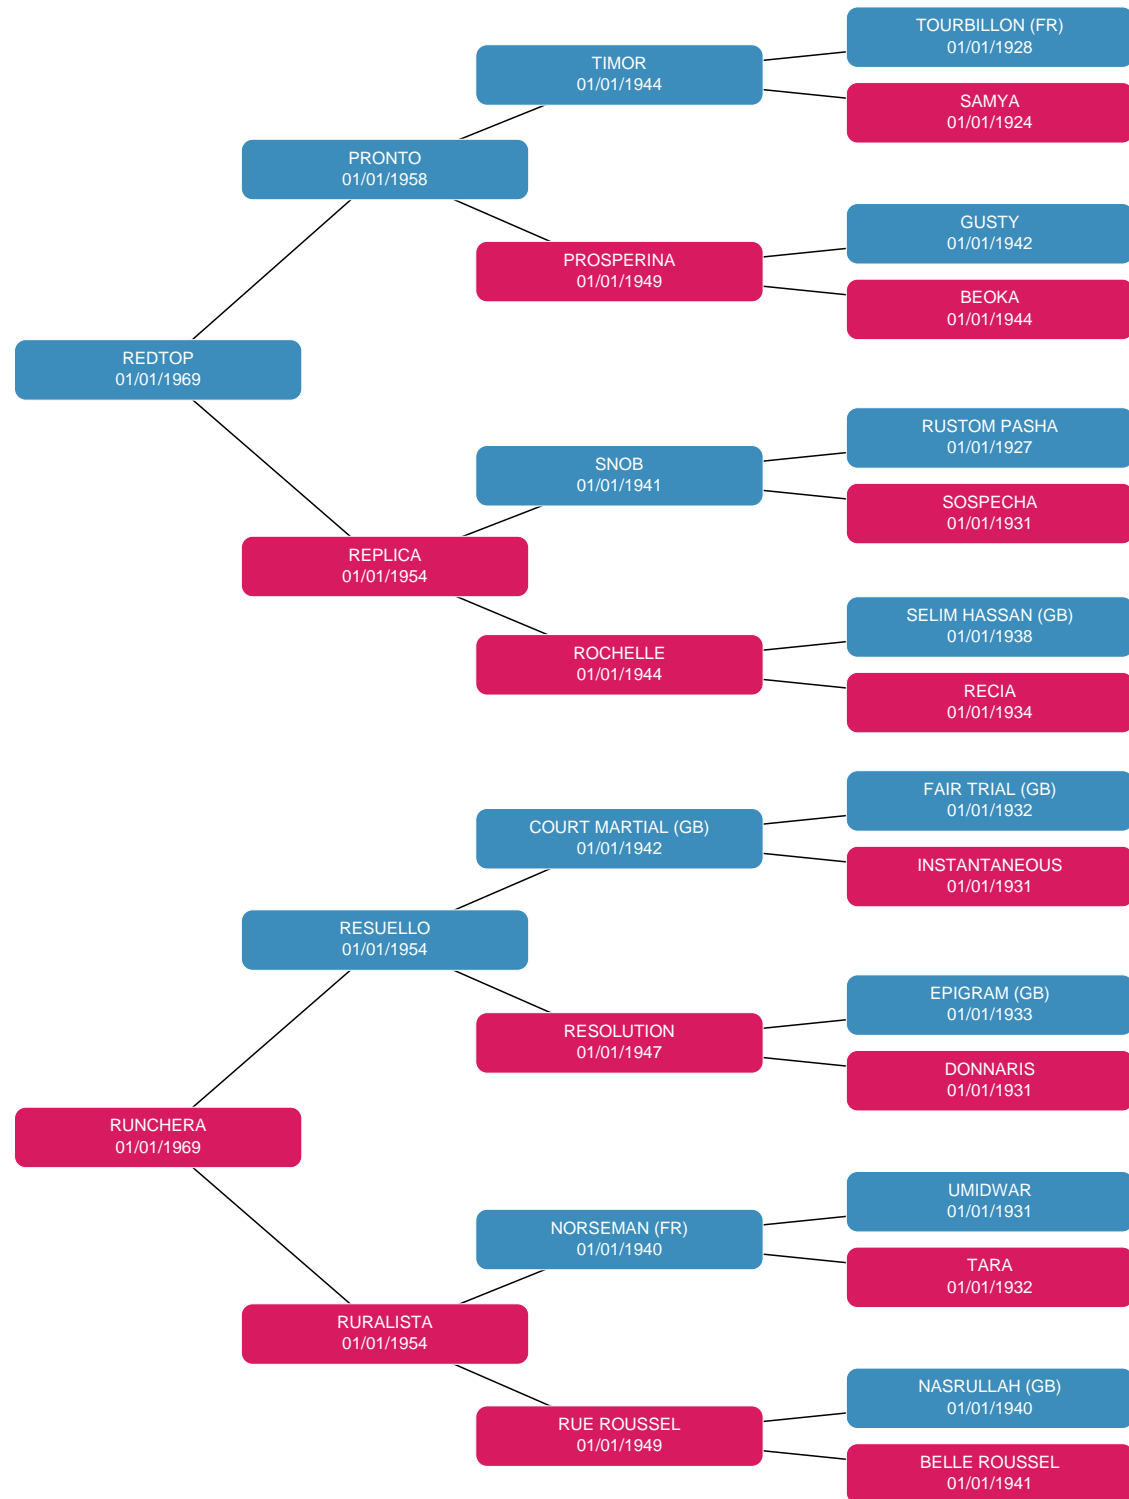 TOURBILLON (FR)
01/01/1928
TIMOR
01/01/1944
SAMYA
01/01/1924
PRONTO
01/01/1958
GUSTY
01/01/1942
PROSPERINA
01/01/1949
BEOKA
01/01/1944
REDTOP
01/01/1969
RUSTOM PASHA
01/01/1927
SNOB
01/01/1941
SOSPECHA
01/01/1931
REPLICA
01/01/1954
SELIM HASSAN (GB)
01/01/1938
ROCHELLE
01/01/1944
RECIA
01/01/1934
FAIR TRIAL (GB)
01/01/1932
COURT MARTIAL (GB)
01/01/1942
INSTANTANEOUS
01/01/1931
RESUELLO
01/01/1954
EPIGRAM (GB)
01/01/1933
RESOLUTION
01/01/1947
DONNARIS
01/01/1931
RUNCHERA
01/01/1969
UMIDWAR
01/01/1931
NORSEMAN (FR)
01/01/1940
TARA
01/01/1932
RURALISTA
01/01/1954
NASRULLAH (GB)
01/01/1940
RUE ROUSSEL
01/01/1949
BELLE ROUSSEL
01/01/1941